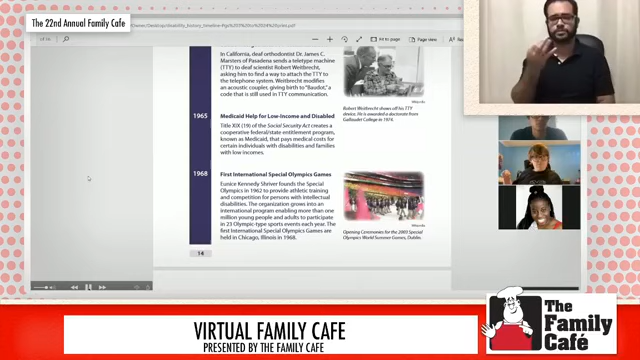 The 22nd Annual Family Cafe
Fit to page
Page view
In California, deaf orthodontist Dr. James C.
Marsters of Pasadena sends a teletype machine
(TTY) to deaf scientist Robert Weitbrecht,
asking him to find a way to attach the TTY to
the telephone system. Weitbrecht modifies
an acoustic coupler, giving birth to "Baudot," a
code that is still used in TTY communication.
Robert Weitbrecht shows off his TTY
device. He is awarded a doctorate from
Gallaudet College in 1974.
1965
Medicaid Help for Low-Income and Disabled
Title XIX (19) of the Social Security Act creates a
cooperative federal/state entitlement program,
known as Medicaid, that pays medical costs for
certain individuals with disabilities and families
with low incomes.
1968
First International Special Olympics Games
Eunice Kennedy Shriver founds the Special
Olympics in 1962 to provide athletic training
and competition for persons with intellectual
disabilities. The organization grows into an
international program enabling more than one
million young people and adults to participate
in 23 Olympic-type sports events each year. The
first International Special Olympics Games are
held in Chicago, Illinois in 1968.
Opening Ceremonies for the 2003 Special
Olympics World Summer Games, Dublin.
14
VIRTUAL FAMILY CAFE
PRESENTED BY THE FAMILY CAFE
The
Family
Café